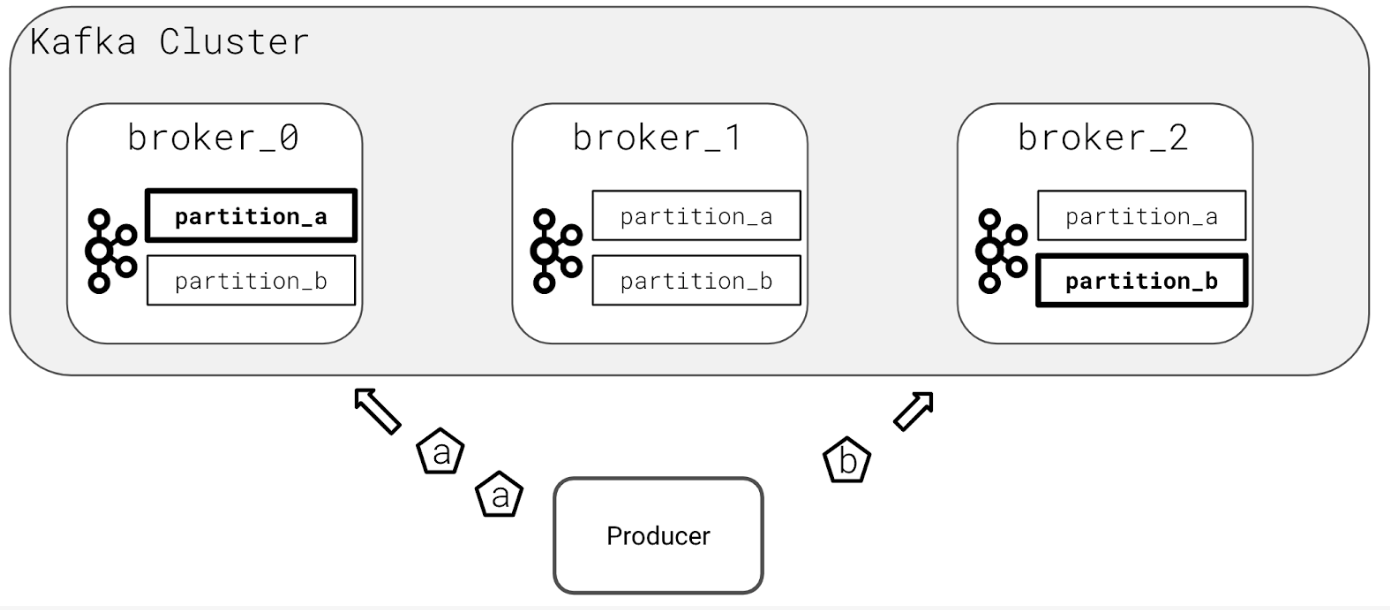 Kafka Cluster
broker_0
partition_a
partition_b
broker_1
partition_a
partition_b
broker_2
partition_a
partition_b
a
a
b
Producer